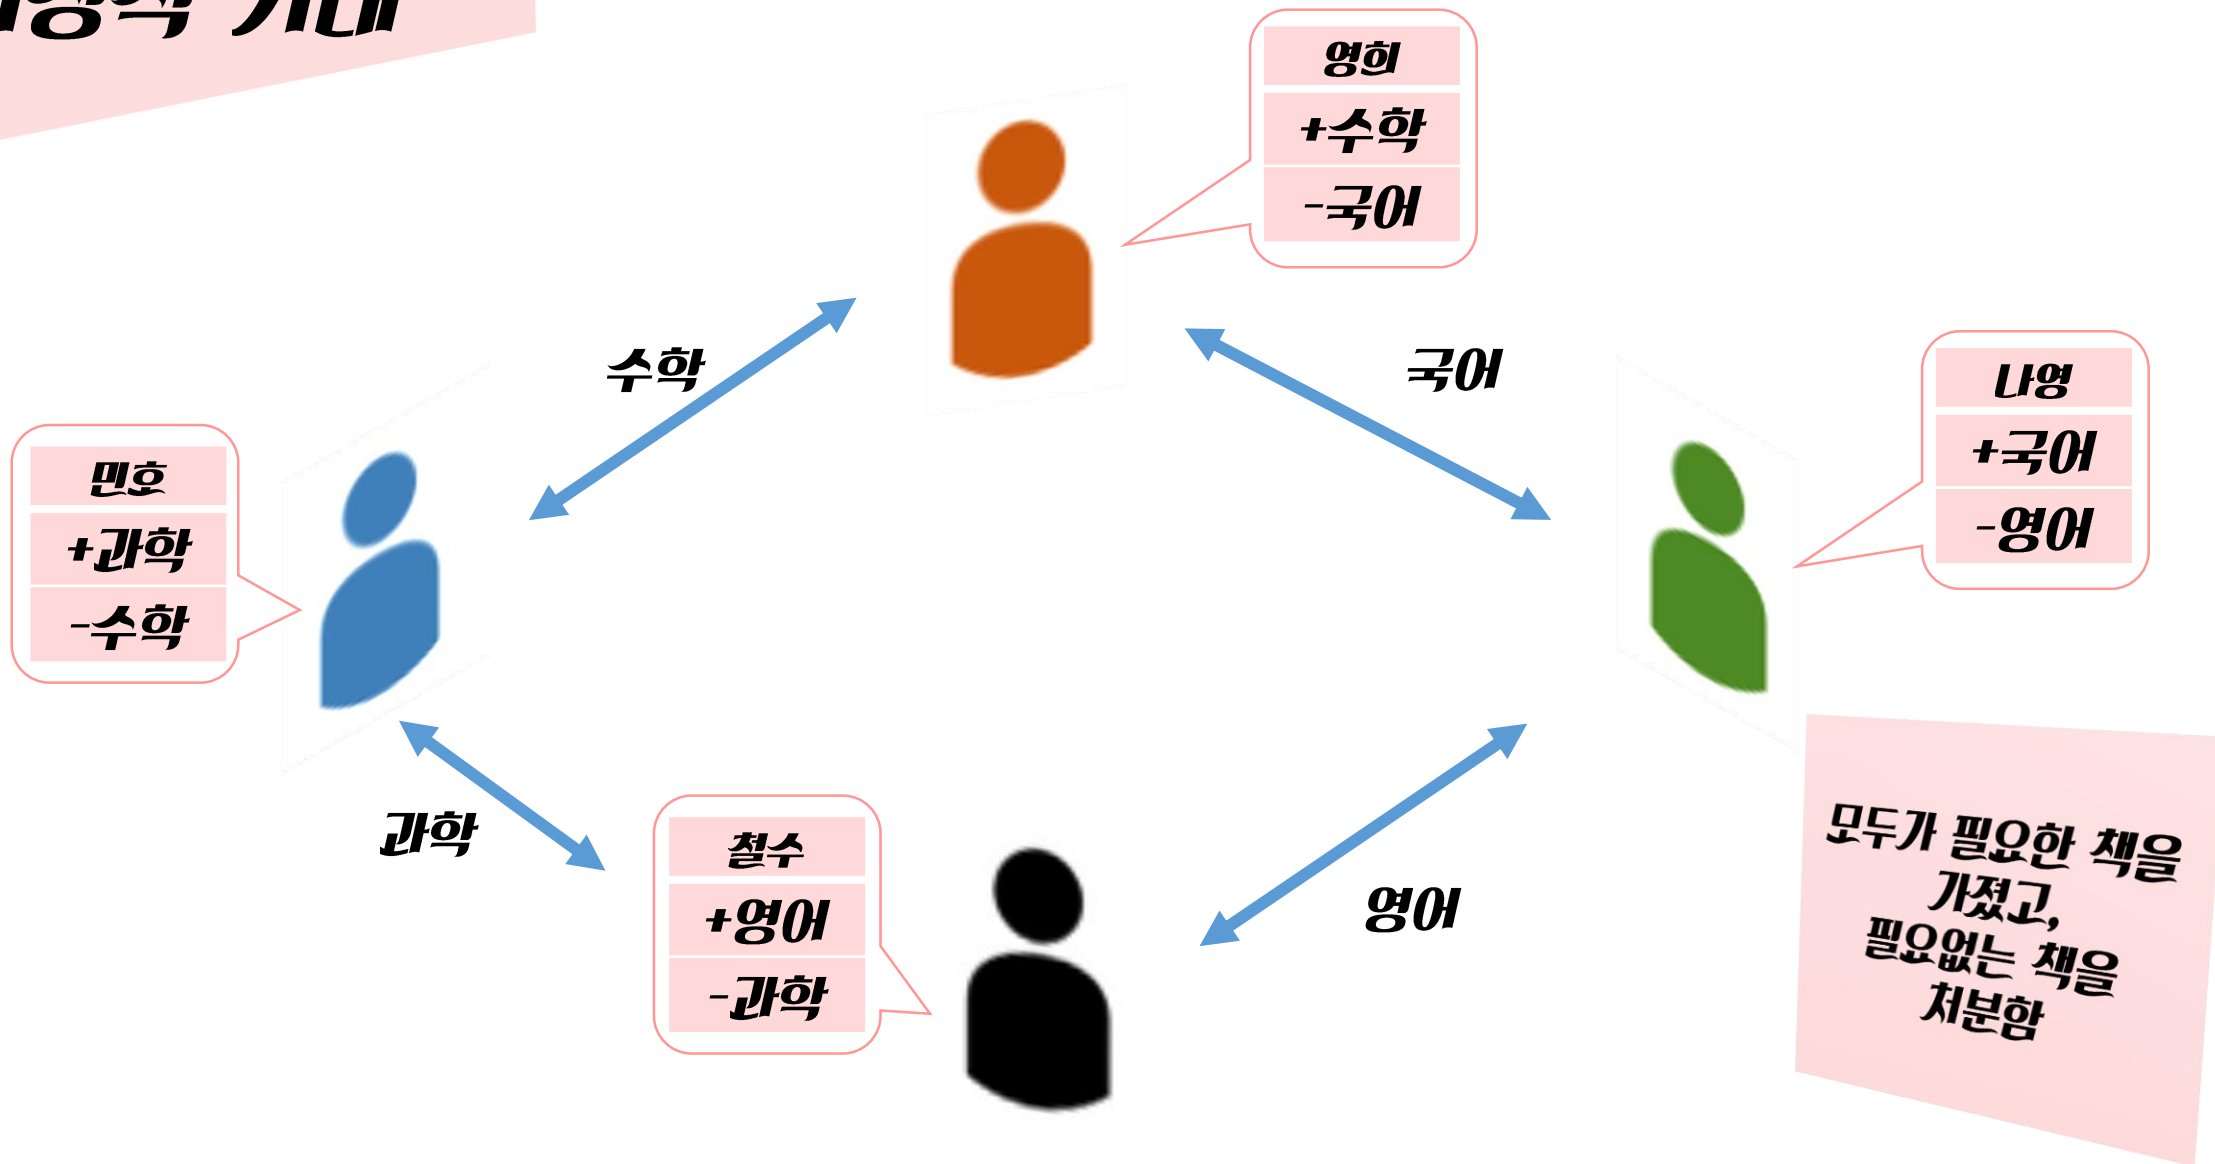 기대
영희
+수학
-국어
수학
국어
나영
+국어
-영어
민호
+과학
-수학
과학
철수
+영어
-과학
영어
모두가 필요한 책을
가졌고,
필요없는 책을
처분함